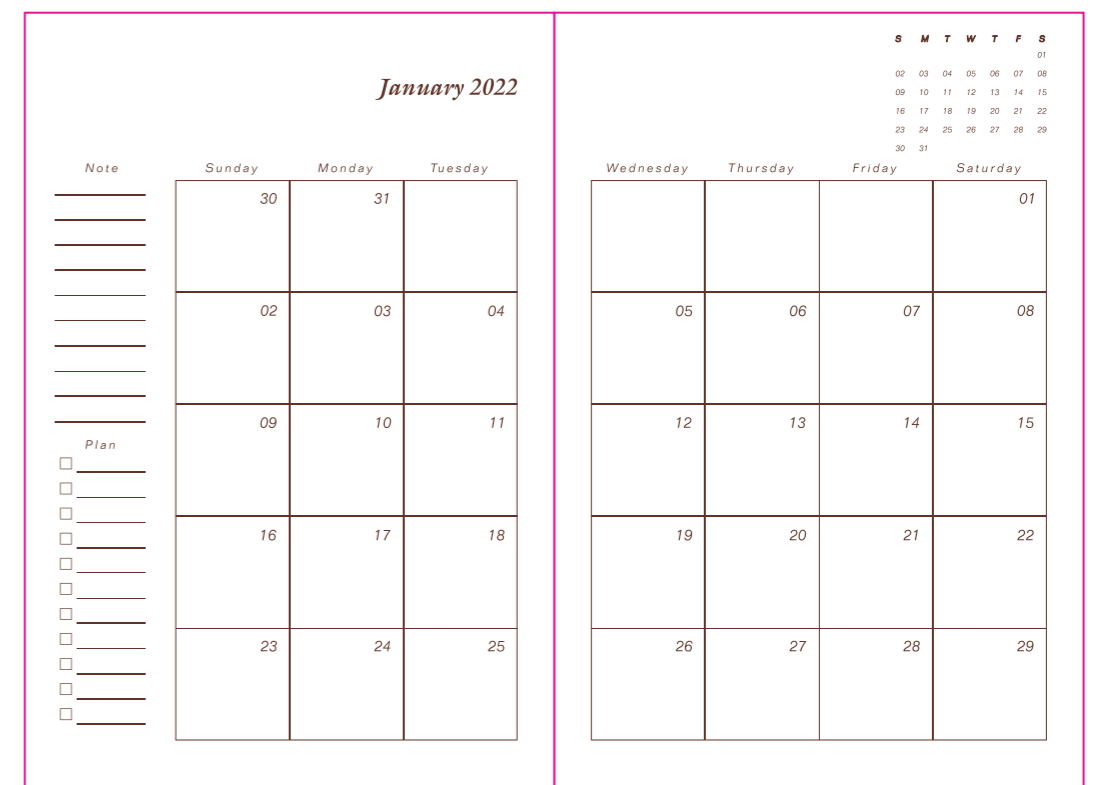 January 2022
S M T W T F S
01
02 03 04 05 06 07 08
09 10 11 12 13 14 15
16 17 18 19 20 21 22
23 24 25 26 27 28 29
30 31
Note Sunday Monday Tuesday Wednesday Thursday Friday Saturday
30 31 01
02 03 04 05 06 07 08
09 10 11 12 13 14 15
Plan
16 17 18 19 20 21 22
23 24 25 26 27 28 29